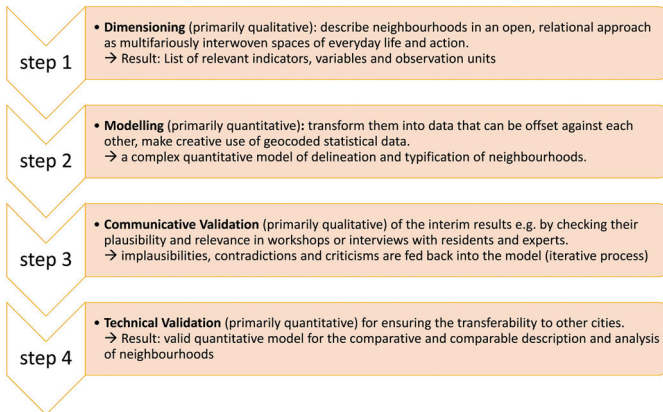 step 1
• Dimensioning (primarily qualitative): describe neighbourhoods in an open, relational approach
as multifariously interwoven spaces of everyday life and action.
→ Result: List of relevant indicators, variables and observation units
step 2
• Modelling (primarily quantitative): transform them into data that can be offset against each
other, make creative use of geocoded statistical data.
→ a complex quantitative model of delineation and typification of neighbourhoods.
step 3
• Communicative Validation (primarily qualitative) of the interim results e.g. by checking their
plausibility and relevance in workshops or interviews with residents and experts.
→ implausibilities, contradictions and criticisms are fed back into the model (iterative process)
step 4
• Technical Validation (primarily quantitative) for ensuring the transferability to other cities.
→ Result: valid quantitative model for the comparative and comparable description and analysis
of neighbourhoods